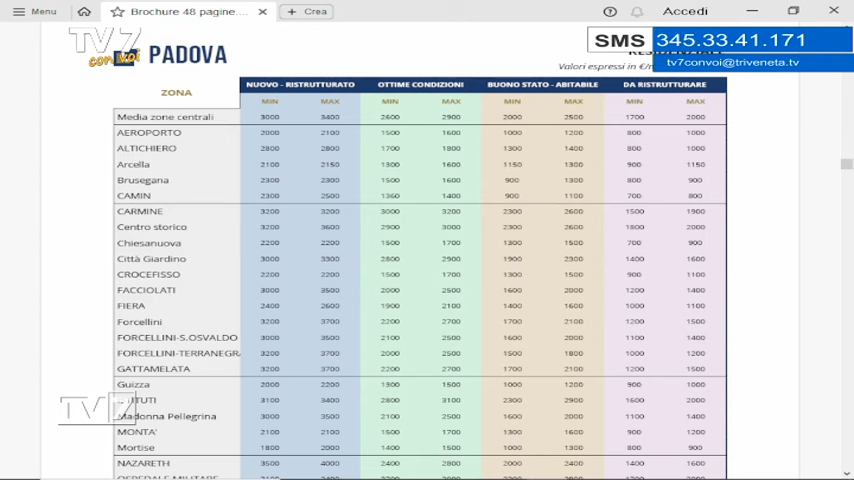 Menu Brochure 48 pagine.... × + Crea Accedi
TV7 con voi
PADOVA
SMS 345.33.41.171
tv7convoi@triveneta.tv
Valori espressi in
ZONA
NUOVO - RISTRUTTURATO OTTIME CONDIZIONI BUONO STATO - ABITABILE DA RISTRUTTURARE
MIN MAX MIN MAX MIN MAX MIN MAX
Media zone centrali 3000 3400 2600 2900 2000 2500 1700 2000
AEROPORTO 2000 2100 1500 1600 1000 1200 800 1000
ALTICHIERO 2800 2800 1700 1800 1300 1400 800 1000
Arcella 2100 2150 1300 1600 1150 1300 900 1150
Brusegana 2300 2300 1500 1600 900 1300 800 900
CAMIN 2300 2500 1360 1400 900 1100 700 800
CARMINE 3200 3200 3000 3200 2300 2600 1500 1900
Centro storico 3200 3600 2900 3000 2300 2600 1800 2000
Chiesanuova 2200 2200 1500 1700 1300 1500 700 900
Città Giardino 3000 3300 2800 2900 1900 2300 1400 1600
CROCEFISSO 2200 2200 1500 1700 1300 1500 900 1100
FACCIOLATI 3000 3500 2000 2500 1600 2000 1200 1400
FIERA 2400 2600 1900 2100 1400 1600 1000 1100
Forcellini 3200 3700 2200 2700 1700 2100 1200 1500
FORCELLINI-S.OSVALDO 3000 3500 2100 2500 1600 2000 1100 1400
FORCELLINI-TERRANEGRA 3200 3700 2000 2500 1500 1800 1000 1200
GATTAMELATA 3200 3700 2200 2700 1700 2100 1200 1500
Guizza 2000 2200 1300 1500 1000 1200 900 1000
3100 3400 2800 3100 2300 2900 1600 2000
Madonna Pellegrina 3000 3500 2100 2500 1600 2000 1100 1400
MONTA' 2100 2100 1500 1700 1300 1600 900 1200
Mortise 1800 2000 1400 1500 1000 1300 800 900
NAZARETH 3500 4000 2400 2800 2000 2400 1400 1600
TV7